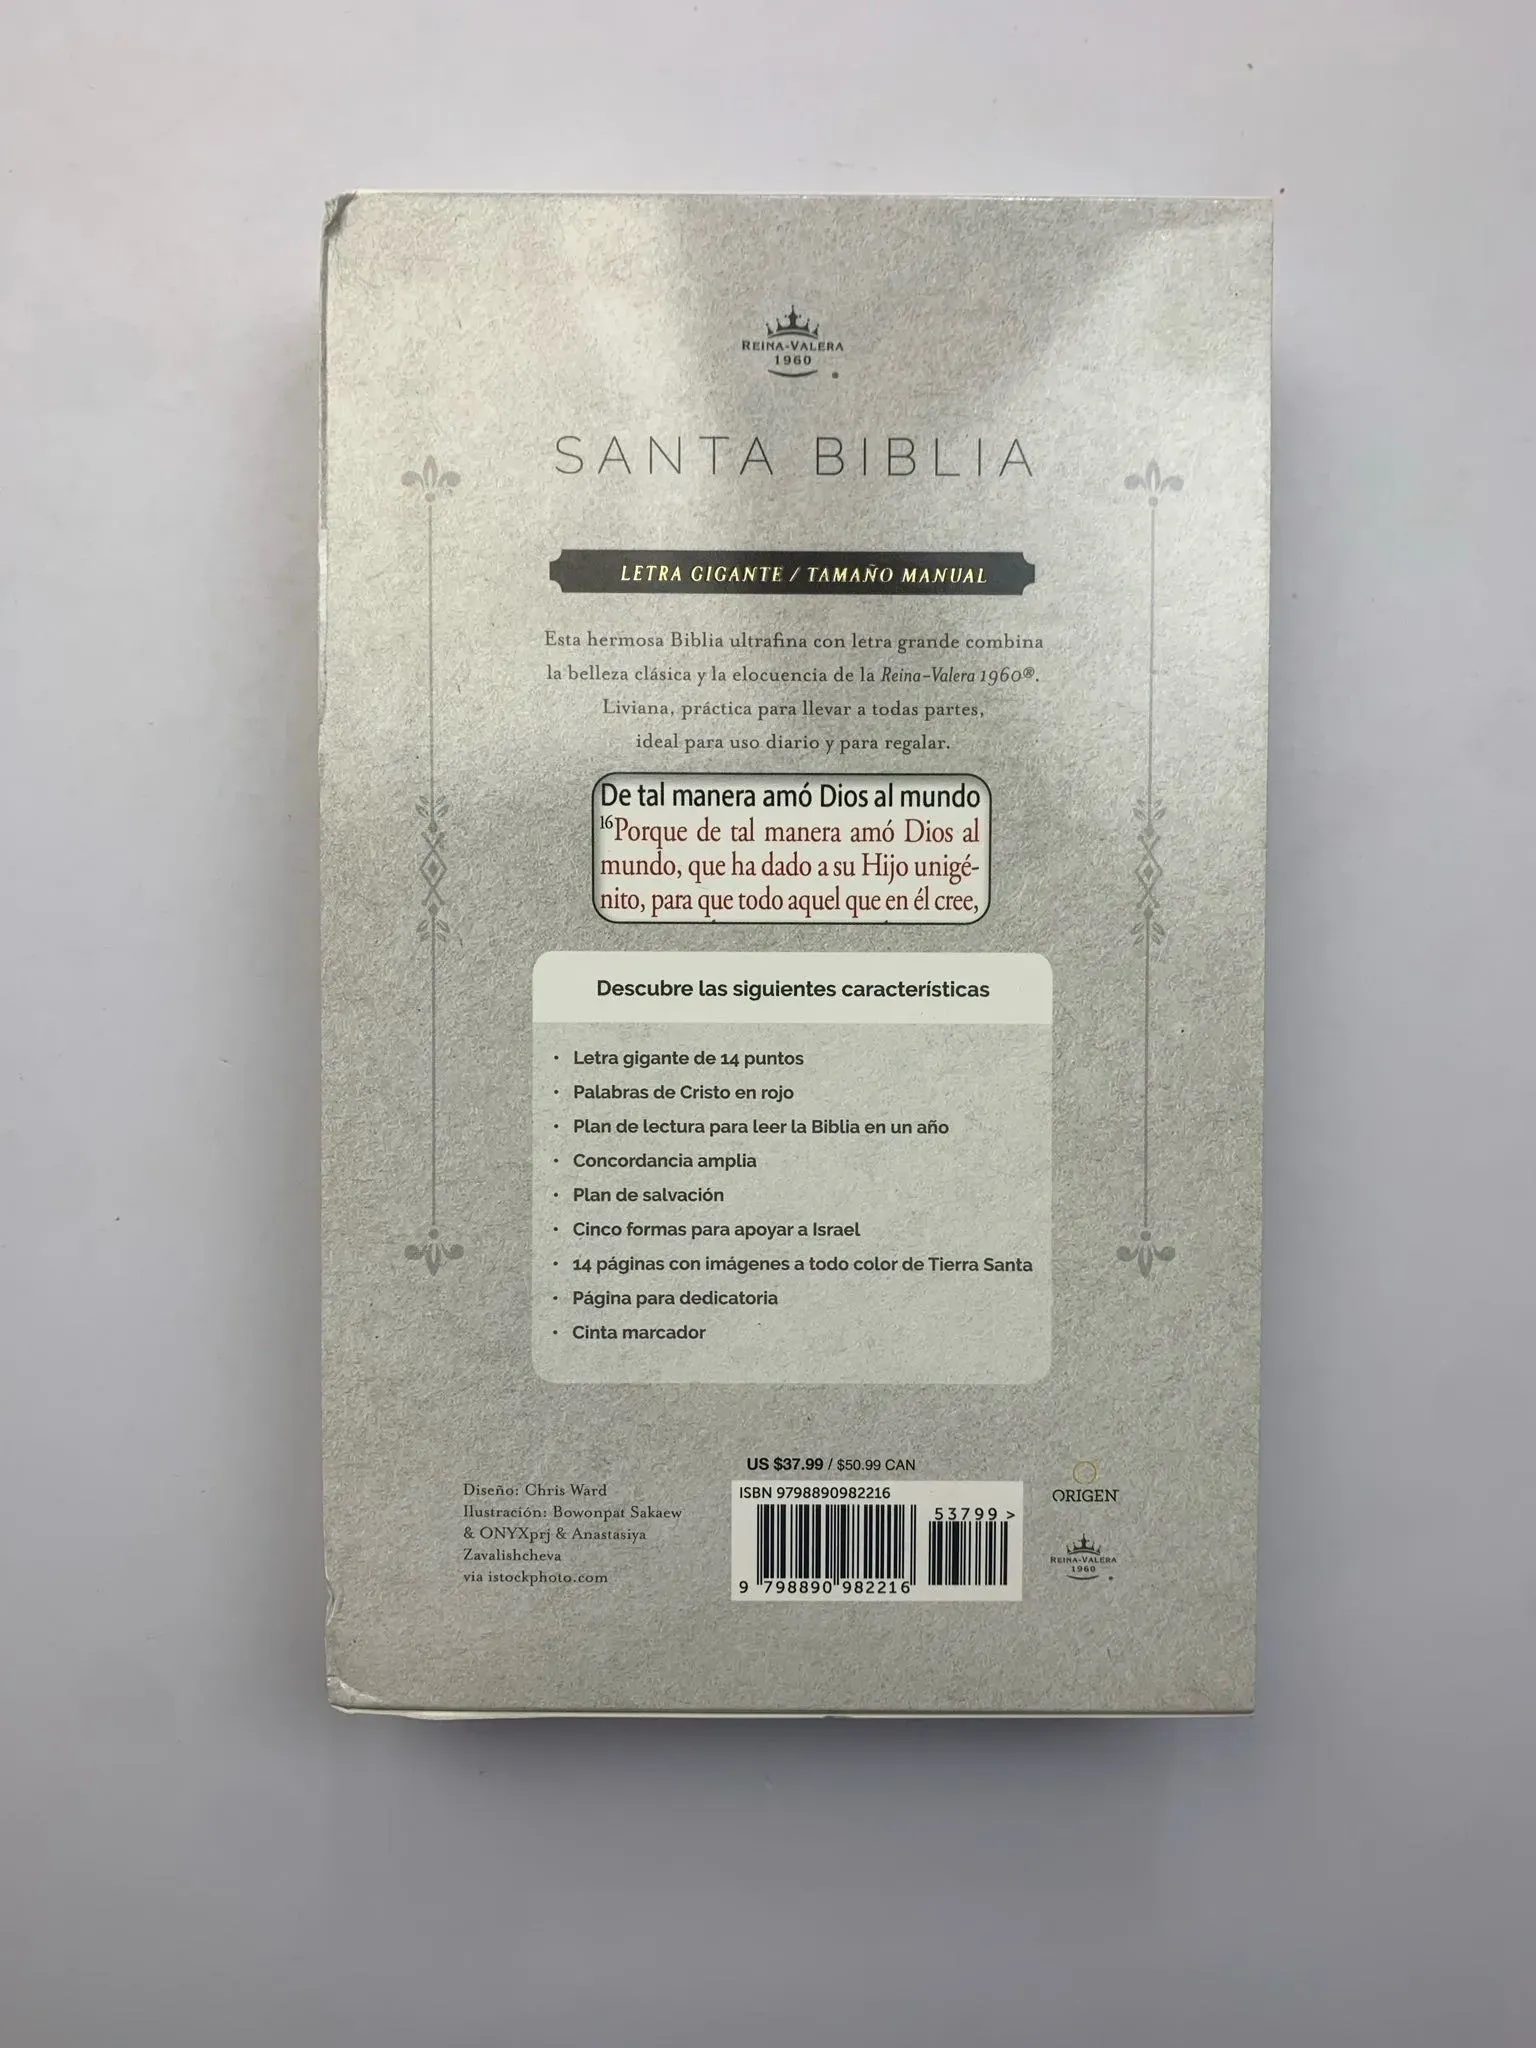 REINA-VALERA
1960
SANTA BIBLIA
LETRA GIGANTE / TAMAÑO MANUAL
Esta hermosa Biblia ultrafina con letra grande combina
la belleza clásica y la elocuencia de la Reina-Valera 1960®.
Liviana, práctica para llevar a todas partes,
ideal para uso diario y para regalar.
De tal manera amó Dios al mundo
16Porque de tal manera amó Dios al
mundo, que ha dado a su Hijo unigé-
nito, para que todo aquel que en él cree,
Descubre las siguientes características
• Letra gigante de 14 puntos
• Palabras de Cristo en rojo
• Plan de lectura para leer la Biblia en un año
• Concordancia amplia
• Plan de salvación
• Cinco formas para apoyar a Israel
• 14 páginas con imágenes a todo color de Tierra Santa
• Página para dedicatoria
• Cinta marcador
Diseño: Chris Ward
Ilustración: Bowonpat Sakaew
& ONYXprj & Anastasiya
Zavalishcheva
via istockphoto.com
US $37.99 / $50.99 CAN
ISBN 9798890982216
53799 >
9 798890 982216
ORIGEN
REINA-VALERA
1960